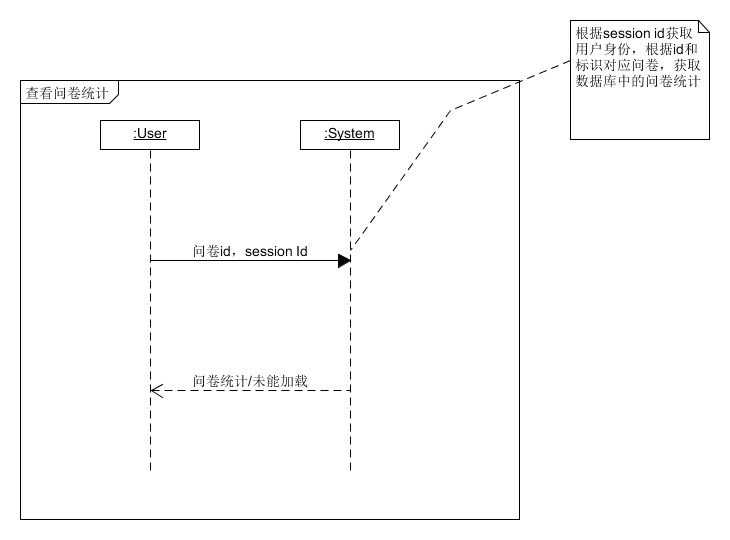 根据session id获取
用户身份，根据id和
标识对应问卷，获取
数据库中的问卷统计
查看问卷统计
:User
:System
问卷id，session Id
问卷统计/未能加载